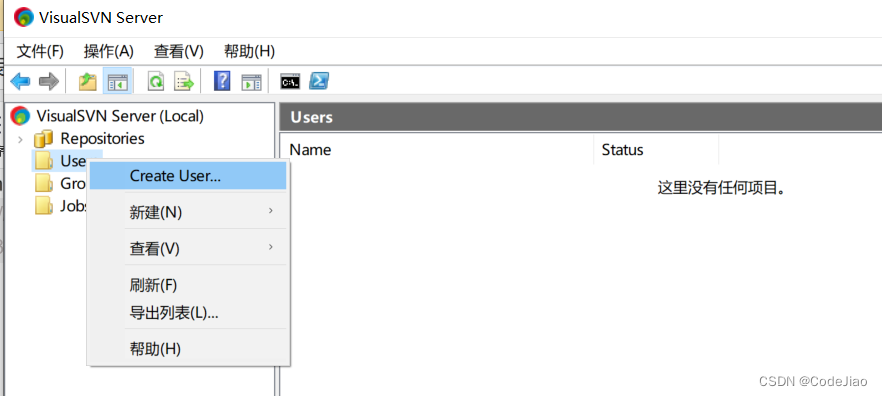 VisualSVN Server
文件(F) 操作(A) 查看(V) 帮助(H)
VisualSVN Server (Local)
Repositories
Use
Gro
Jobs
Create User...
新建(N)
查看(V)
刷新(F)
导出列表(L)...
帮助(H)
Users
Name Status
这里没有任何项目。
CSDN @CodeJiao